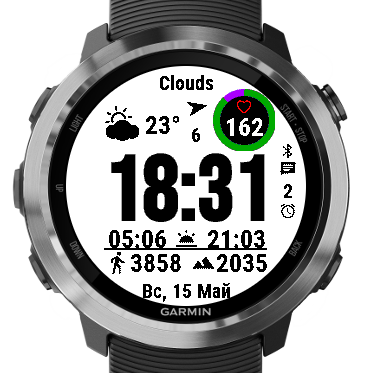 Clouds
LIGHT
START · STOP
23°
6
162
18:31
2
UP
05:06 21:03
DOWN
BACK
3858 2035
Вс, 15 Май
GARMIN